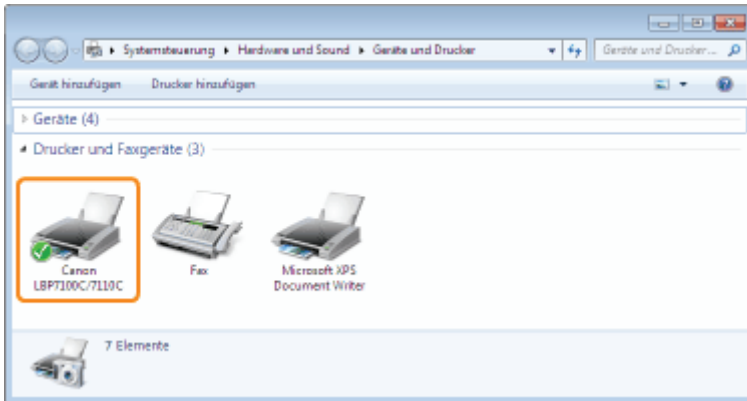 Systemsteuerung ▸ Hardware und Sound ▸ Geräte und Drucker
Geräte und Drucker ...
Gerät hinzufügen Drucker hinzufügen
Geräte (4)
Drucker und Faxgeräte (3)
Canon
LBP7100C/7110C
Fax
Microsoft XPS
Document Writer
7 Elemente